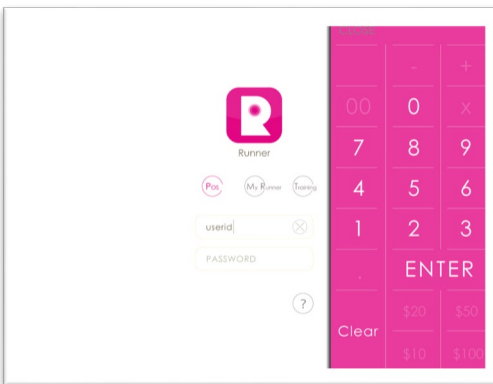 CLOSE
- +
00 0 x
Runner
7 8 9
Pos My Runner Training
4 5 6
userid
1 2 3
PASSWORD
. ENTER
?
$20 $50
Clear
$10 $100